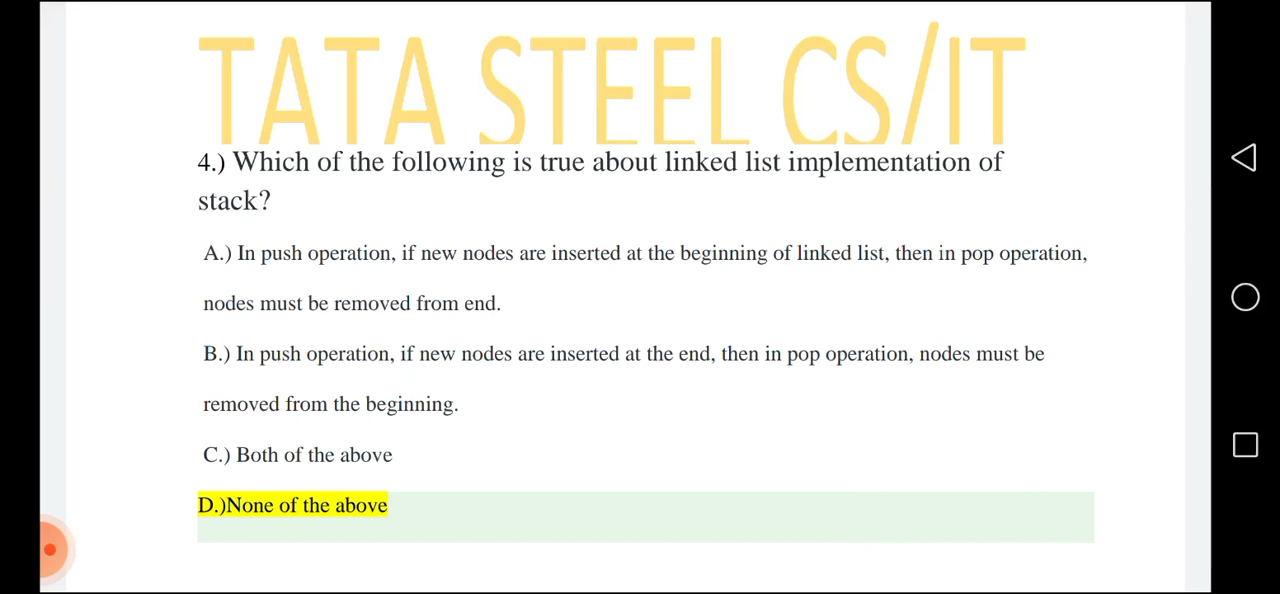 TATA STEEL CS/IT
4.) Which of the following is true about linked list implementation of
stack?
A.) In push operation, if new nodes are inserted at the beginning of linked list, then in pop operation,
nodes must be removed from end.
B.) In push operation, if new nodes are inserted at the end, then in pop operation, nodes must be
removed from the beginning.
C.) Both of the above
D.)None of the above